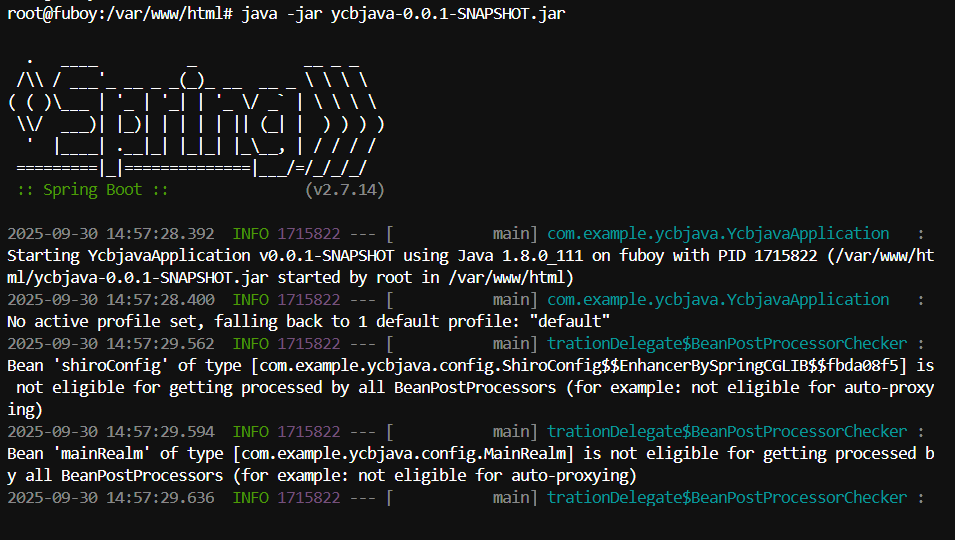 root@fuboy:/var/www/html# java -jar ycbjava-0.0.1-SNAPSHOT.jar
  .   ____          _            __ _ _
 /\\ / ___'_ __ _ _(_)_ __  __ _ \ \ \ \
( ( )\___ | '_ | '_| | '_ \/ _` | \ \ \ \
 \\/  ___)| |_)| | | | | || (_| |  ) ) ) )
  '  |____| .__|_| |_|_| |_\__, | / / / /
 =========|_|==============|___/=/_/_/_/
 :: Spring Boot ::               (v2.7.14)
2025-09-30 14:57:28.392  INFO 1715822 --- [           main] com.example.ycbjava.YcbjavaApplication   :
Starting YcbjavaApplication v0.0.1-SNAPSHOT using Java 1.8.0_111 on fuboy with PID 1715822 (/var/www/ht
ml/ycbjava-0.0.1-SNAPSHOT.jar started by root in /var/www/html)
2025-09-30 14:57:28.400  INFO 1715822 --- [           main] com.example.ycbjava.YcbjavaApplication   :
No active profile set, falling back to 1 default profile: "default"
2025-09-30 14:57:29.562  INFO 1715822 --- [           main] trationDelegate$BeanPostProcessorChecker :
Bean 'shiroConfig' of type [com.example.ycbjava.config.ShiroConfig$$EnhancerBySpringCGLIB$$fbda08f5] is
 not eligible for getting processed by all BeanPostProcessors (for example: not eligible for auto-proxy
ing)
2025-09-30 14:57:29.594  INFO 1715822 --- [           main] trationDelegate$BeanPostProcessorChecker :
Bean 'mainRealm' of type [com.example.ycbjava.config.MainRealm] is not eligible for getting processed b
y all BeanPostProcessors (for example: not eligible for auto-proxying)
2025-09-30 14:57:29.636  INFO 1715822 --- [           main] trationDelegate$BeanPostProcessorChecker :